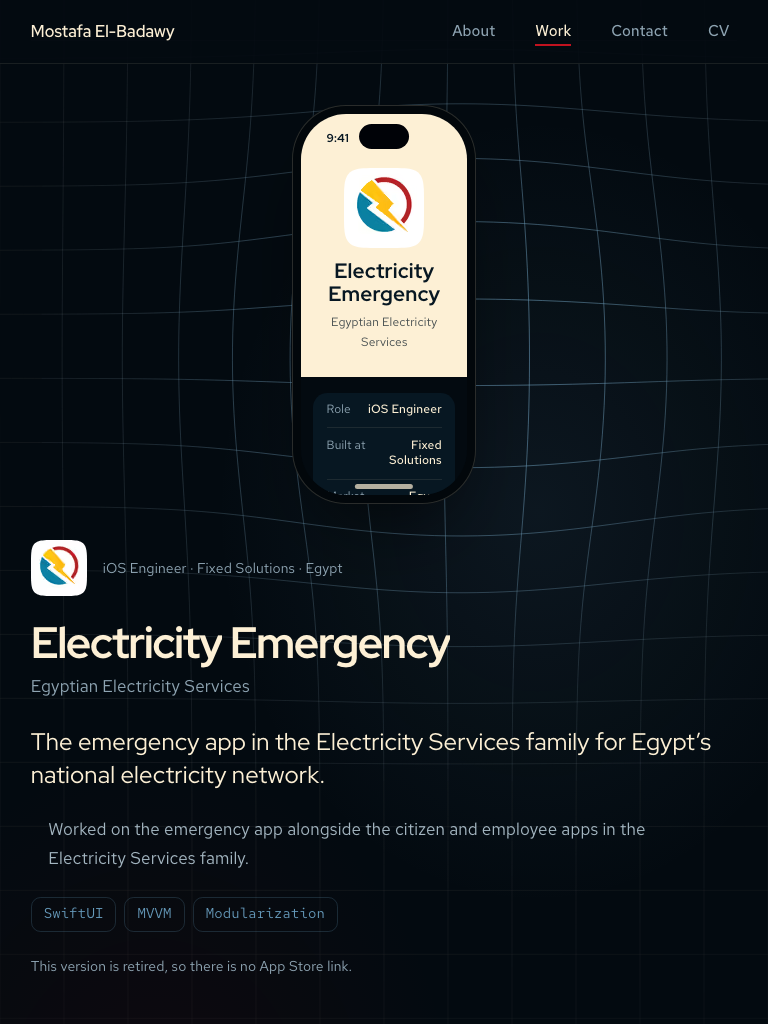 Mostafa El-Badawy
About
Work
Contact
CV
9:41
Electricity
Emergency
Egyptian Electricity
Services
Role iOS Engineer
Built at Fixed
Solutions
iOS Engineer · Fixed Solutions · Egypt
Electricity Emergency
Egyptian Electricity Services
The emergency app in the Electricity Services family for Egypt’s
national electricity network.
Worked on the emergency app alongside the citizen and employee apps in the
Electricity Services family.
SwiftUI
MVVM
Modularization
This version is retired, so there is no App Store link.